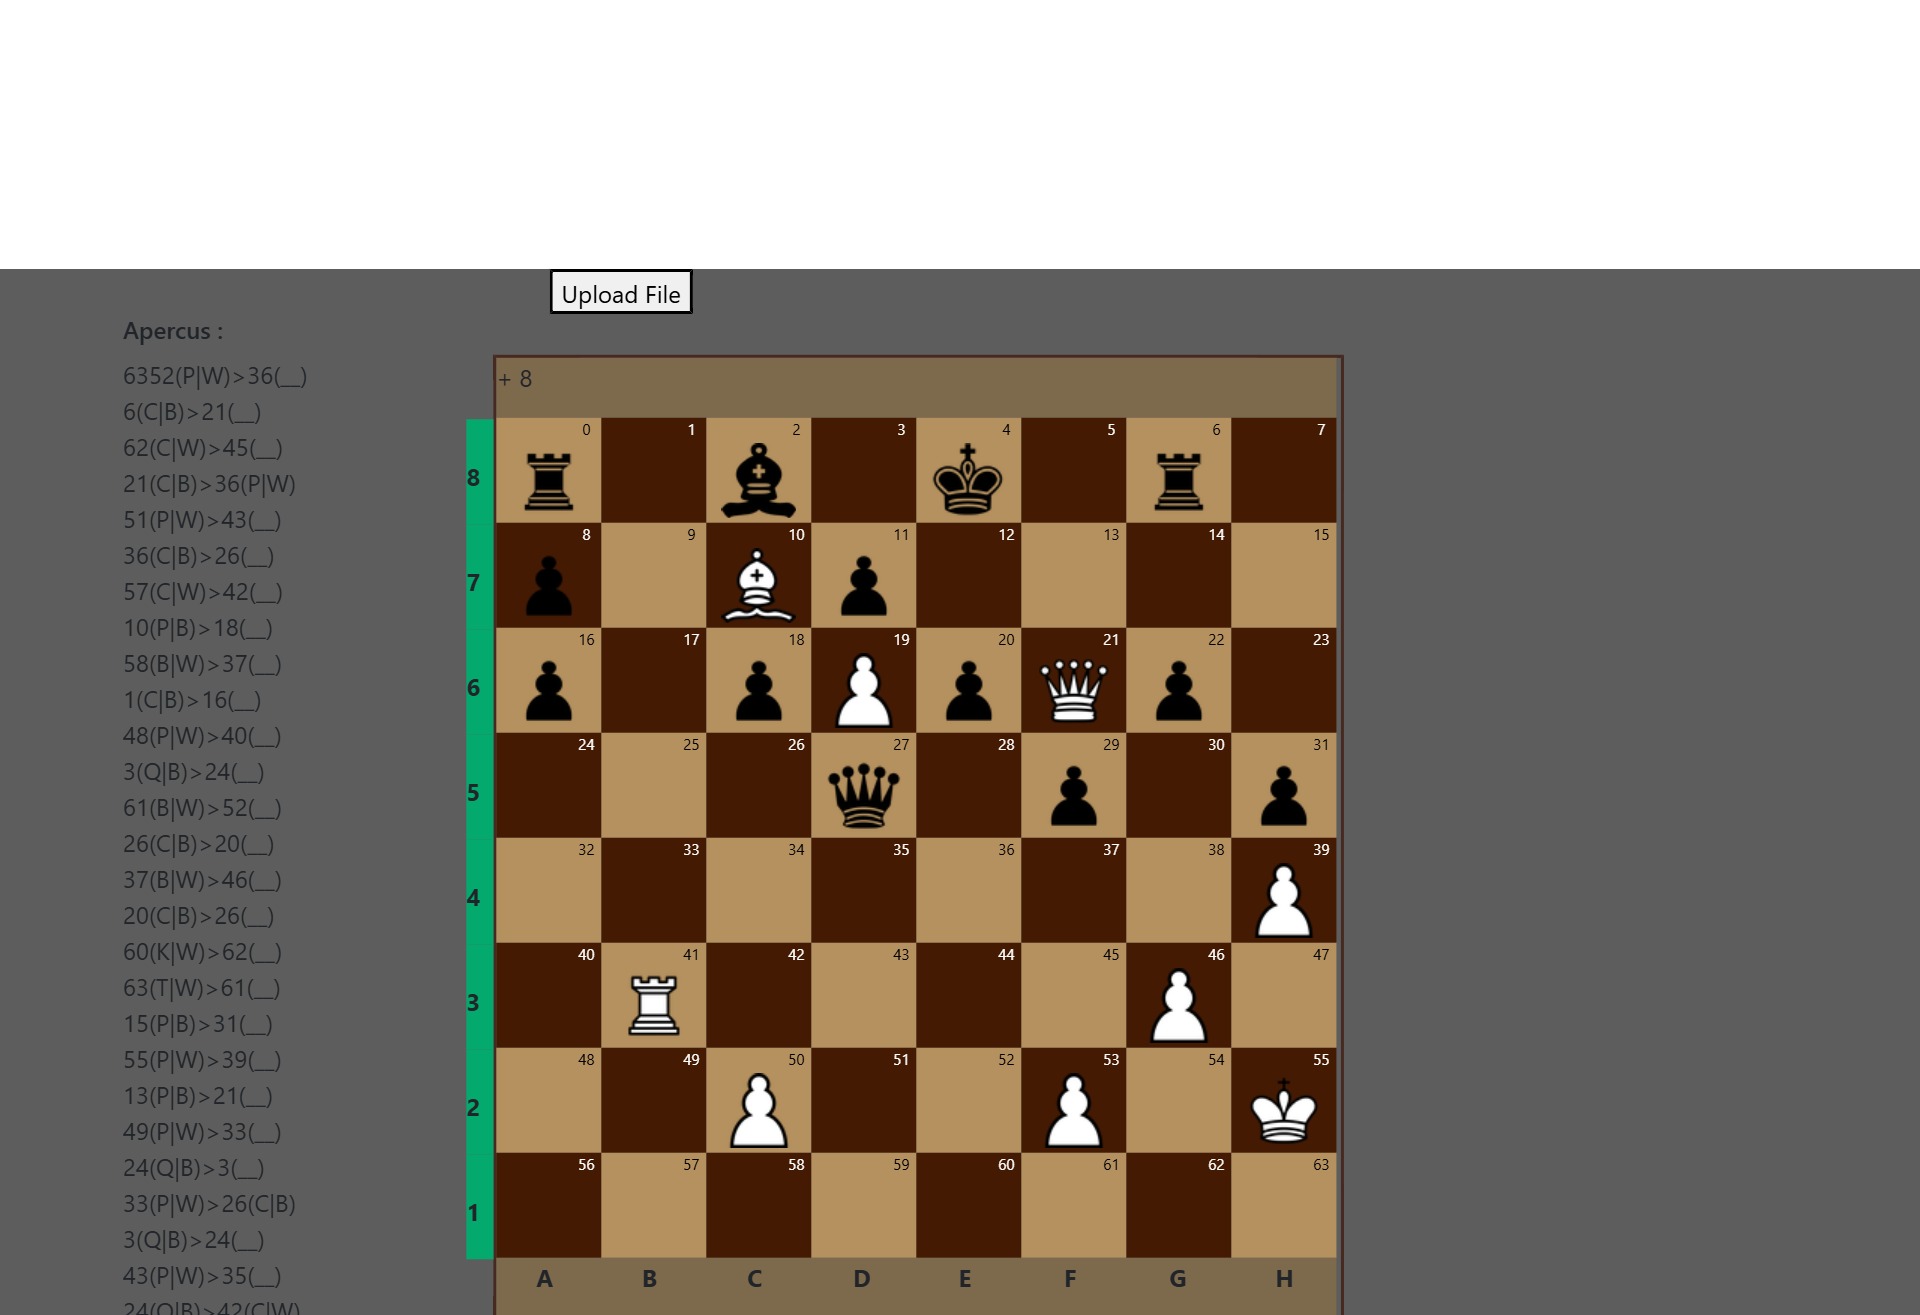 Upload File
Apercus :
6352(P|W)>36(__)
6(C|B)>21(__)
62(C|W)>45(__)
21(C|B)>36(P|W)
51(P|W)>43(__)
36(C|B)>26(__)
57(C|W)>42(__)
10(P|B)>18(__)
58(B|W)>37(__)
1(C|B)>16(__)
48(P|W)>40(__)
3(Q|B)>24(__)
61(B|W)>52(__)
26(C|B)>20(__)
37(B|W)>46(__)
20(C|B)>26(__)
60(K|W)>62(__)
63(T|W)>61(__)
15(P|B)>31(__)
55(P|W)>39(__)
13(P|B)>21(__)
49(P|W)>33(__)
24(Q|B)>3(__)
33(P|W)>26(C|B)
3(Q|B)>24(__)
43(P|W)>35(__)
24(Q|B)>42(C|W)
+ 8
0 1 2 3 4 5 6 7
8
8 9 10 11 12 13 14 15
7
16 17 18 19 20 21 22 23
6
24 25 26 27 28 29 30 31
5
32 33 34 35 36 37 38 39
4
40 41 42 43 44 45 46 47
3
48 49 50 51 52 53 54 55
2
56 57 58 59 60 61 62 63
1
A B C D E F G H